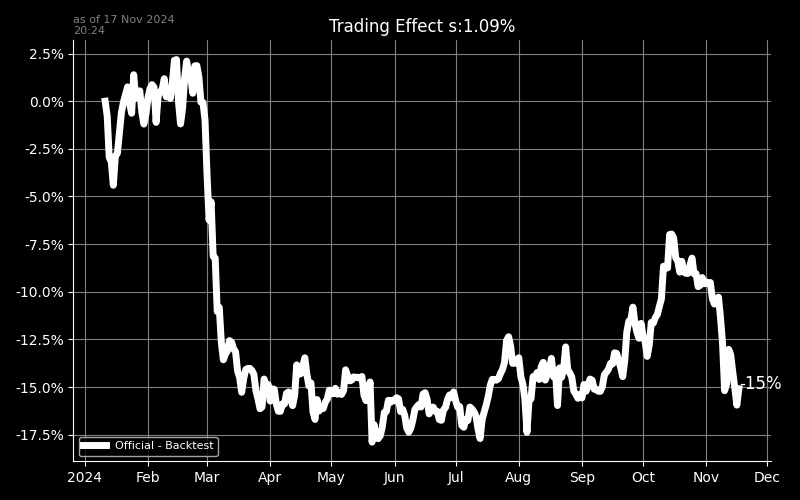 as of 17 Nov 2024
20:24
Trading Effect s:1.09%
2.5%
0.0%
-2.5%
-5.0%
-7.5%
-10.0%
-12.5%
-15.0%
-17.5%
-15%
Official - Backtest
2024 Feb Mar Apr May Jun Jul Aug Sep Oct Nov Dec